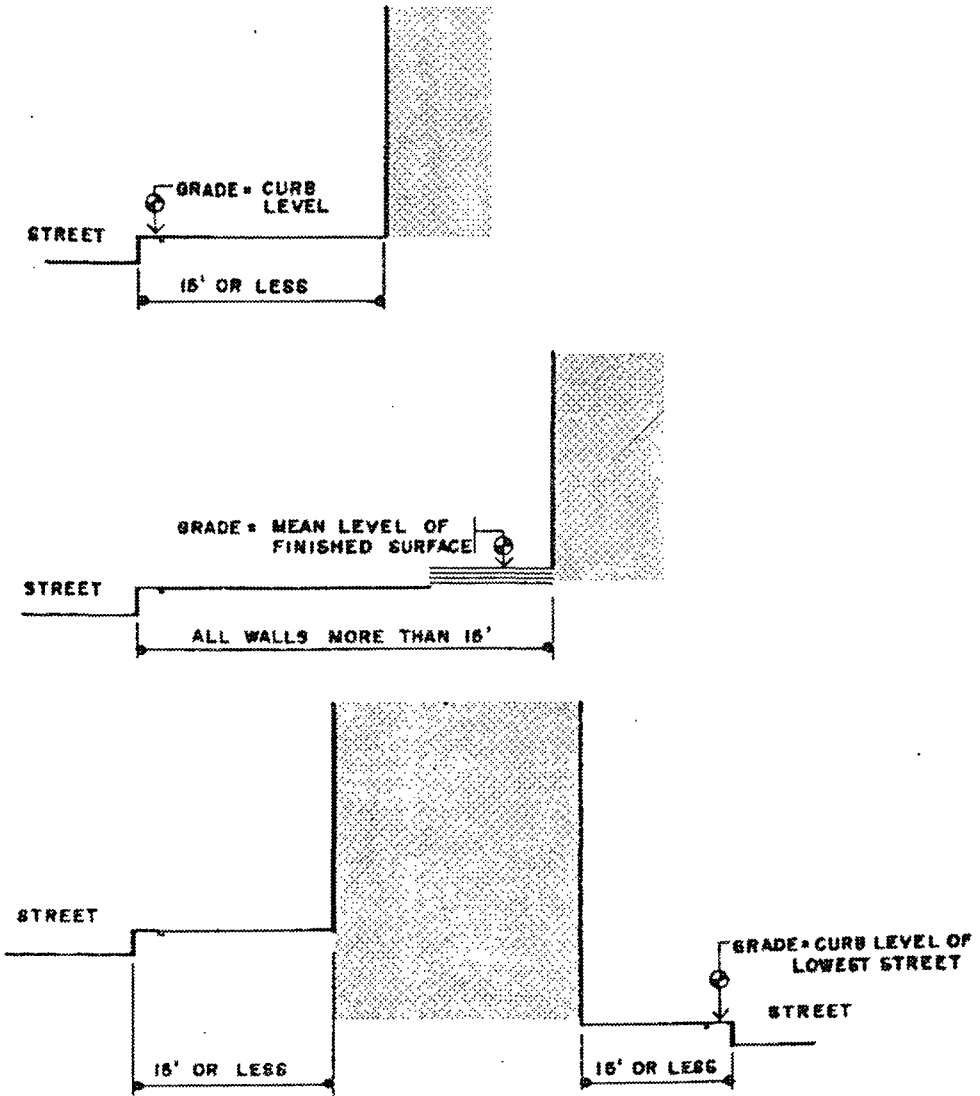 GRADE = CURB
LEVEL
STREET
15' OR LESS
GRADE = MEAN LEVEL OF
FINISHED SURFACE
STREET
ALL WALLS MORE THAN 15'
STREET
GRADE = CURB LEVEL OF
LOWEST STREET
STREET
15' OR LESS
15' OR LESS